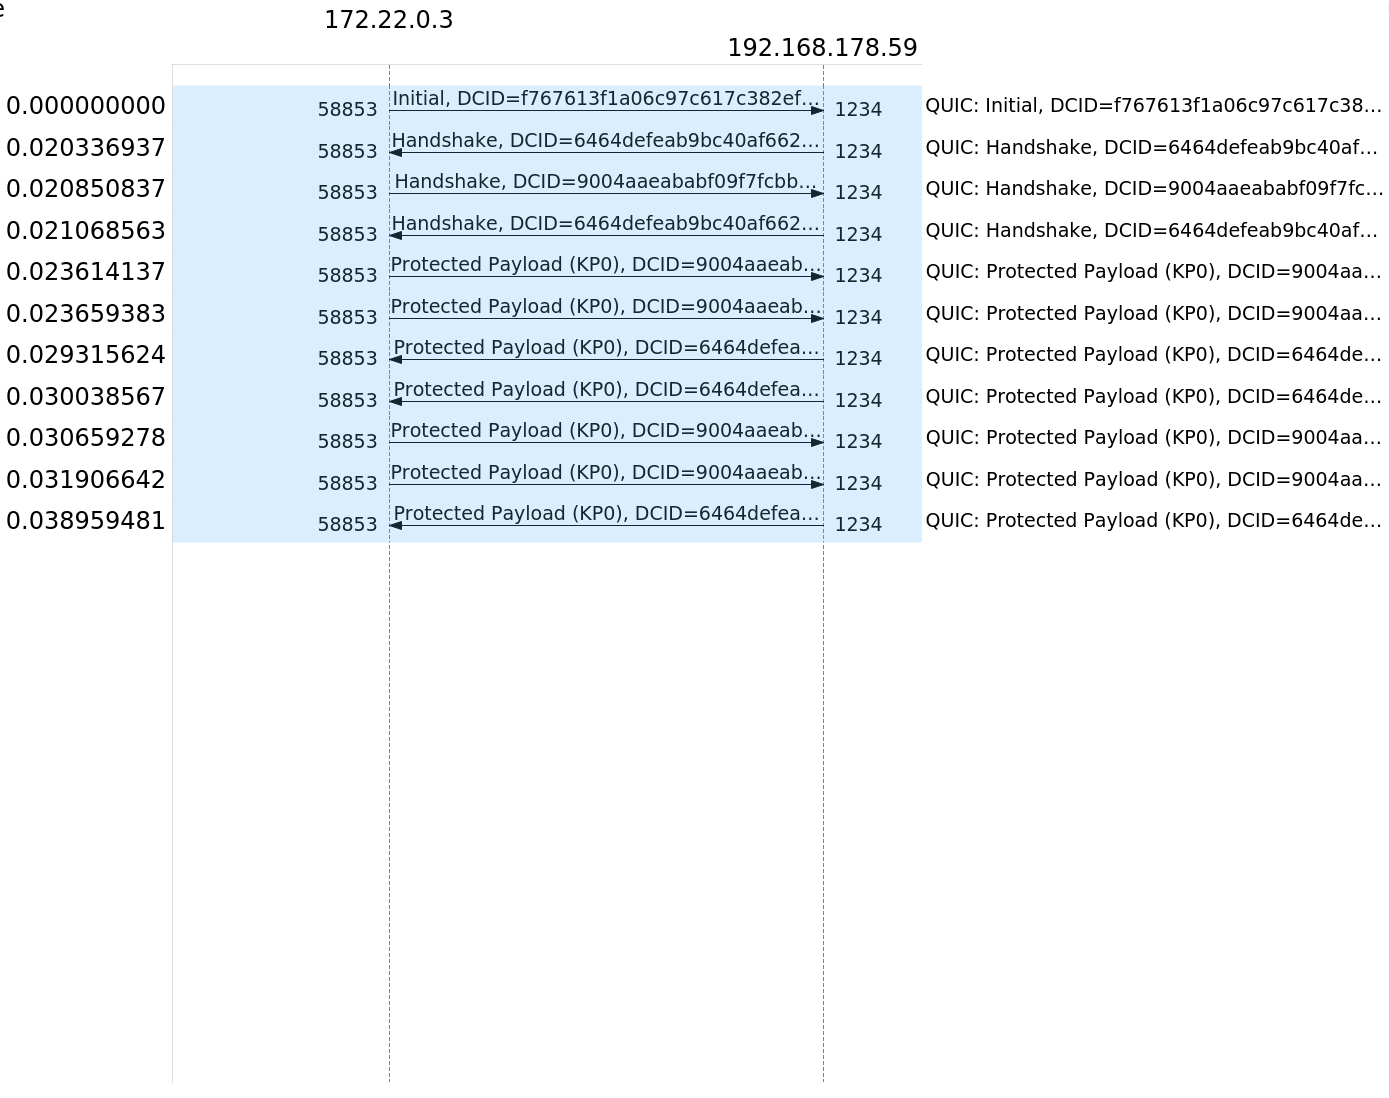 e
172.22.0.3
192.168.178.59
0.000000000 58853 Initial, DCID=f767613f1a06c97c617c382ef... 1234 QUIC: Initial, DCID=f767613f1a06c97c617c38...
0.020336937 58853 Handshake, DCID=6464defeab9bc40af662... 1234 QUIC: Handshake, DCID=6464defeab9bc40af...
0.020850837 58853 Handshake, DCID=9004aaeababf09f7fcbb... 1234 QUIC: Handshake, DCID=9004aaeababf09f7fc...
0.021068563 58853 Handshake, DCID=6464defeab9bc40af662... 1234 QUIC: Handshake, DCID=6464defeab9bc40af...
0.023614137 58853 Protected Payload (KP0), DCID=9004aaeab... 1234 QUIC: Protected Payload (KP0), DCID=9004aa...
0.023659383 58853 Protected Payload (KP0), DCID=9004aaeab... 1234 QUIC: Protected Payload (KP0), DCID=9004aa...
0.029315624 58853 Protected Payload (KP0), DCID=6464defea... 1234 QUIC: Protected Payload (KP0), DCID=6464de...
0.030038567 58853 Protected Payload (KP0), DCID=6464defea... 1234 QUIC: Protected Payload (KP0), DCID=6464de...
0.030659278 58853 Protected Payload (KP0), DCID=9004aaeab... 1234 QUIC: Protected Payload (KP0), DCID=9004aa...
0.031906642 58853 Protected Payload (KP0), DCID=9004aaeab... 1234 QUIC: Protected Payload (KP0), DCID=9004aa...
0.038959481 58853 Protected Payload (KP0), DCID=6464defea... 1234 QUIC: Protected Payload (KP0), DCID=6464de...